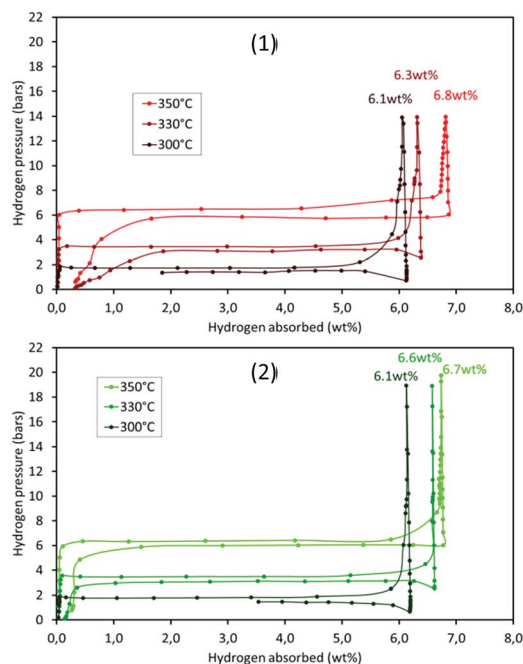 (1)
Hydrogen pressure (bars)
22
20
18
16
14
12
10
8
6
4
2
0
6.3wt%
6.1wt%
6.8wt%
350°C
330°C
300°C
0,0 1,0 2,0 3,0 4,0 5,0 6,0 7,0 8,0
Hydrogen absorbed (wt%)
(2)
Hydrogen pressure (bars)
22
20
18
16
14
12
10
8
6
4
2
0
6.6wt%
6.1wt%
6.7wt%
350°C
330°C
300°C
0,0 1,0 2,0 3,0 4,0 5,0 6,0 7,0 8,0
Hydrogen absorbed (wt%)